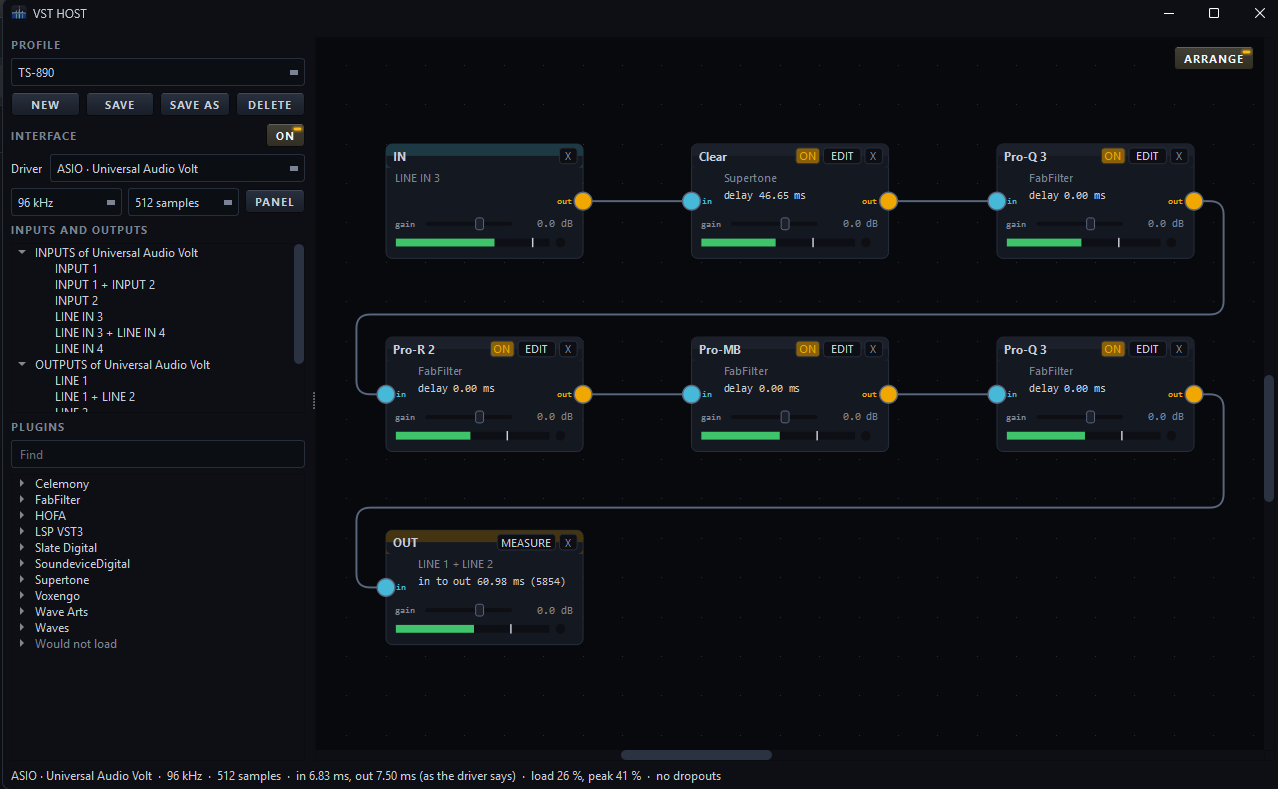 VST HOST
PROFILE
TS-890
NEW SAVE SAVE AS DELETE
INTERFACE ON
Driver ASIO · Universal Audio Volt
96 kHz 512 samples PANEL
INPUTS AND OUTPUTS
INPUTS of Universal Audio Volt
INPUT 1
INPUT 1 + INPUT 2
INPUT 2
LINE IN 3
LINE IN 3 + LINE IN 4
LINE IN 4
OUTPUTS of Universal Audio Volt
LINE 1
LINE 1 + LINE 2
PLUGINS
Find
Celemony
FabFilter
HOFA
LSP VST3
Slate Digital
SoundeviceDigital
Supertone
Voxengo
Wave Arts
Waves
Would not load
ARRANGE
IN X
LINE IN 3
out
gain 0.0 dB
Clear ON EDIT X
Supertone
delay 46.65 ms
in out
gain 0.0 dB
Pro-Q 3 ON EDIT X
FabFilter
delay 0.00 ms
in out
gain 0.0 dB
Pro-R 2 ON EDIT X
FabFilter
delay 0.00 ms
in out
gain 0.0 dB
Pro-MB ON EDIT X
FabFilter
delay 0.00 ms
in out
gain 0.0 dB
Pro-Q 3 ON EDIT X
FabFilter
delay 0.00 ms
in out
gain 0.0 dB
OUT MEASURE X
LINE 1 + LINE 2
in to out 60.98 ms (5854)
in
gain 0.0 dB
ASIO · Universal Audio Volt · 96 kHz · 512 samples · in 6.83 ms, out 7.50 ms (as the driver says) · load 26 %, peak 41 % · no dropouts